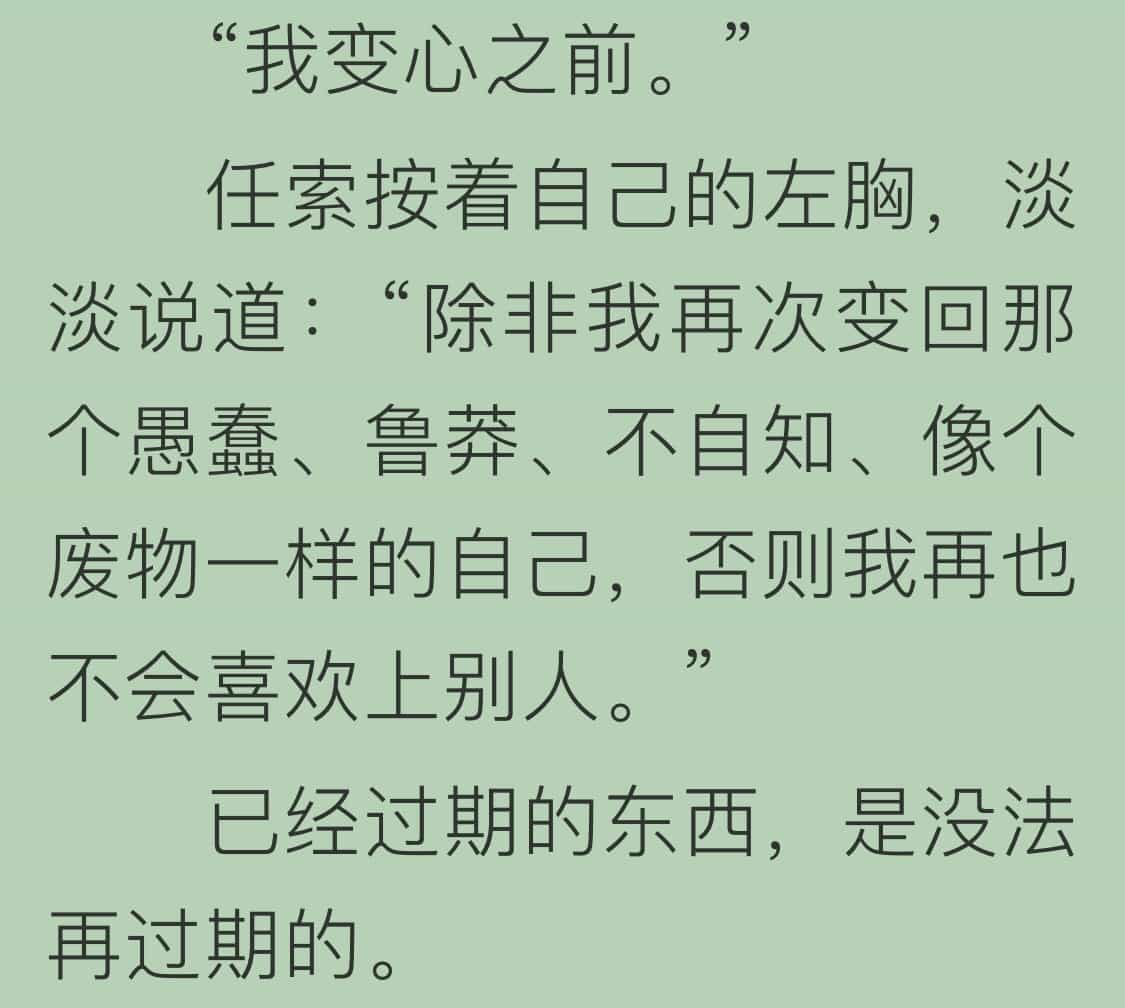 “我变心之前。”
任索按着自己的左胸，淡
淡说道：“除非我再次变回那
个愚蠢、鲁莽、不自知、像个
废物一样的自己，否则我再也
不会喜欢上别人。”
已经过期的东西，是没法
再过期的。